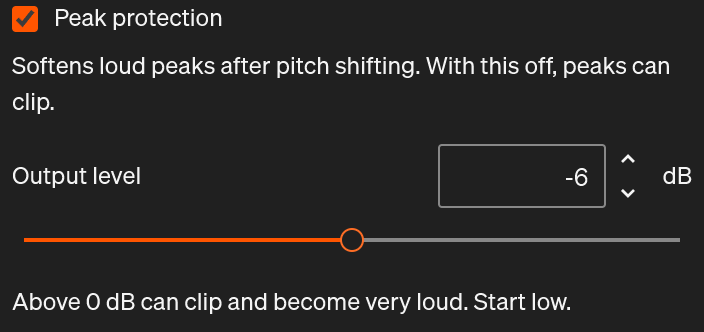 Peak protection
Softens loud peaks after pitch shifting. With this off, peaks can
clip.
Output level -6 dB
Above 0 dB can clip and become very loud. Start low.